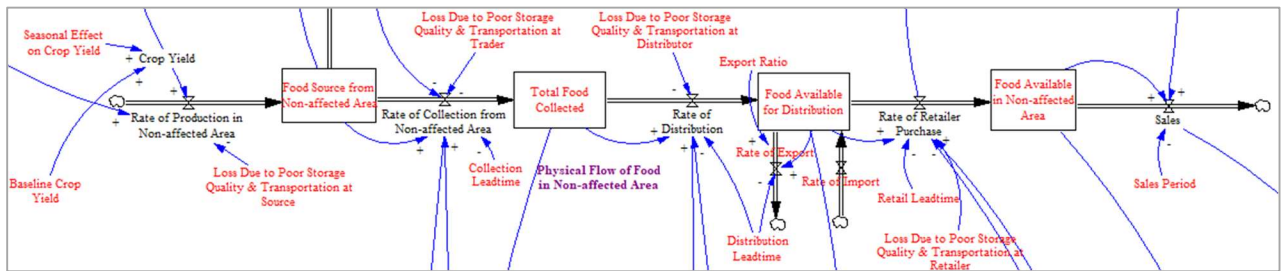 Seasonal Effect
on Crop Yield
Crop Yield
Baseline Crop
Yield
Rate of Production in
Non-affected Area
Loss Due to Poor Storage
Quality & Transportation at
Source
Food Source from
Non-affected Area
Loss Due to Poor Storage
Quality & Transportation at
Trader
Rate of Collection from
Non-affected Area
Collection
Leadtime
Total Food
Collected
Physical Flow of Food
in Non-affected Area
Loss Due to Poor Storage
Quality & Transportation at
Distributor
Rate of
Distribution
Distribution
Leadtime
Export Ratio
Food Available
for Distribution
Rate of Export
Rate of Import
Rate of Retailer
Purchase
Retail Leadtime
Loss Due to Poor Storage
Quality & Transportation at
Retailer
Food Available
in Non-affected
Area
Sales
Sales Period